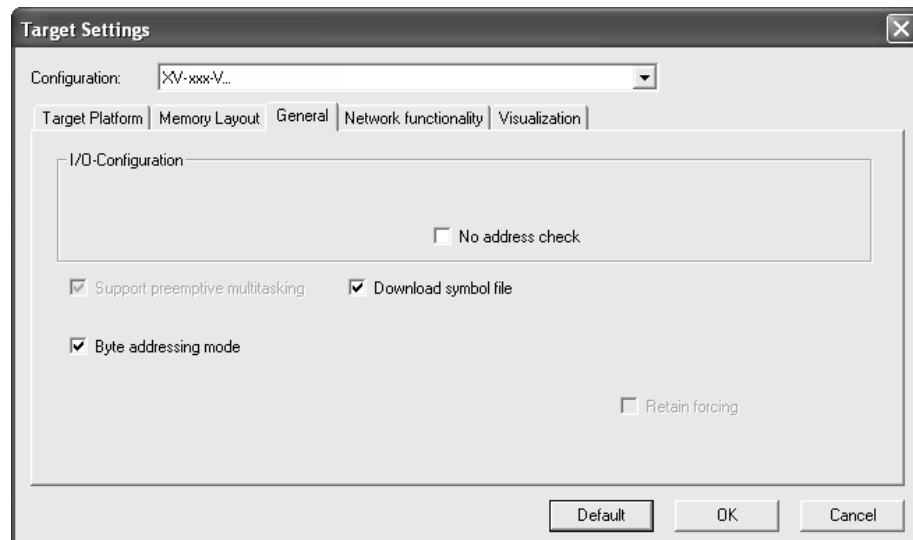 Target Settings
Configuration: XV-xxx-V...
Target Platform Memory Layout General Network functionality Visualization
I/O-Configuration
No address check
Support preemptive multitasking Download symbol file
Byte addressing mode
Retain forcing
Default OK Cancel